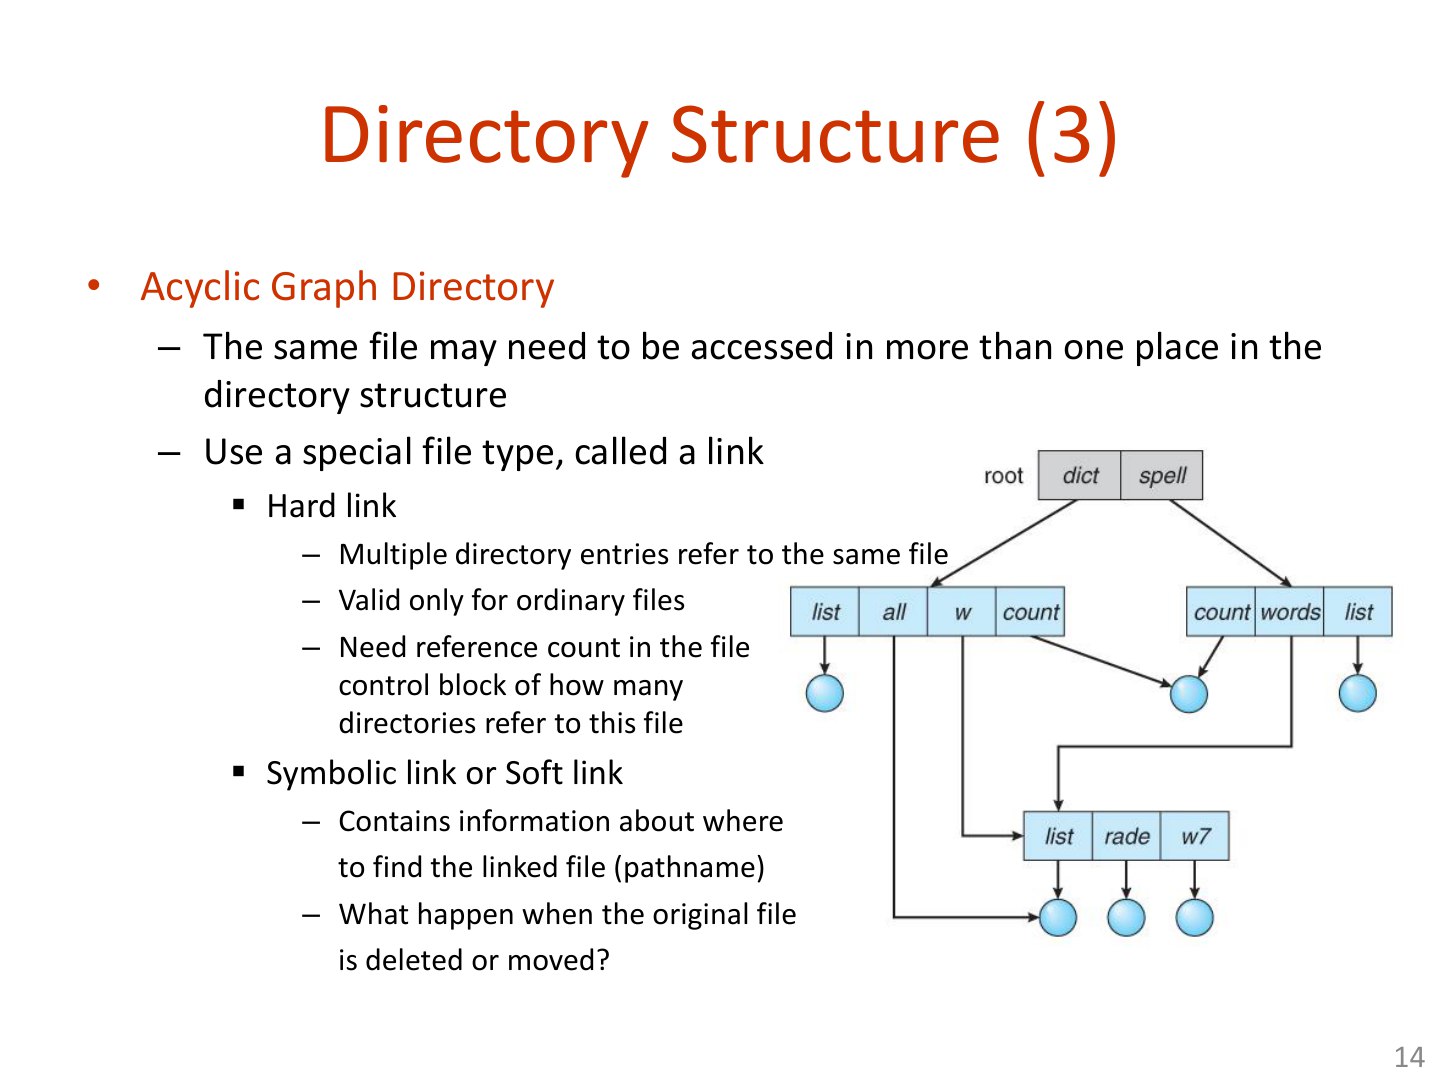 Directory Structure (3)
• Acyclic Graph Directory
– The same file may need to be accessed in more than one place in the
directory structure
– Use a special file type, called a link
▪ Hard link
– Multiple directory entries refer to the same file
– Valid only for ordinary files
– Need reference count in the file
control block of how many
directories refer to this file
▪ Symbolic link or Soft link
– Contains information about where
to find the linked file (pathname)
– What happen when the original file
is deleted or moved?
root dict spell
list all w count
count words list
list rade w7
14